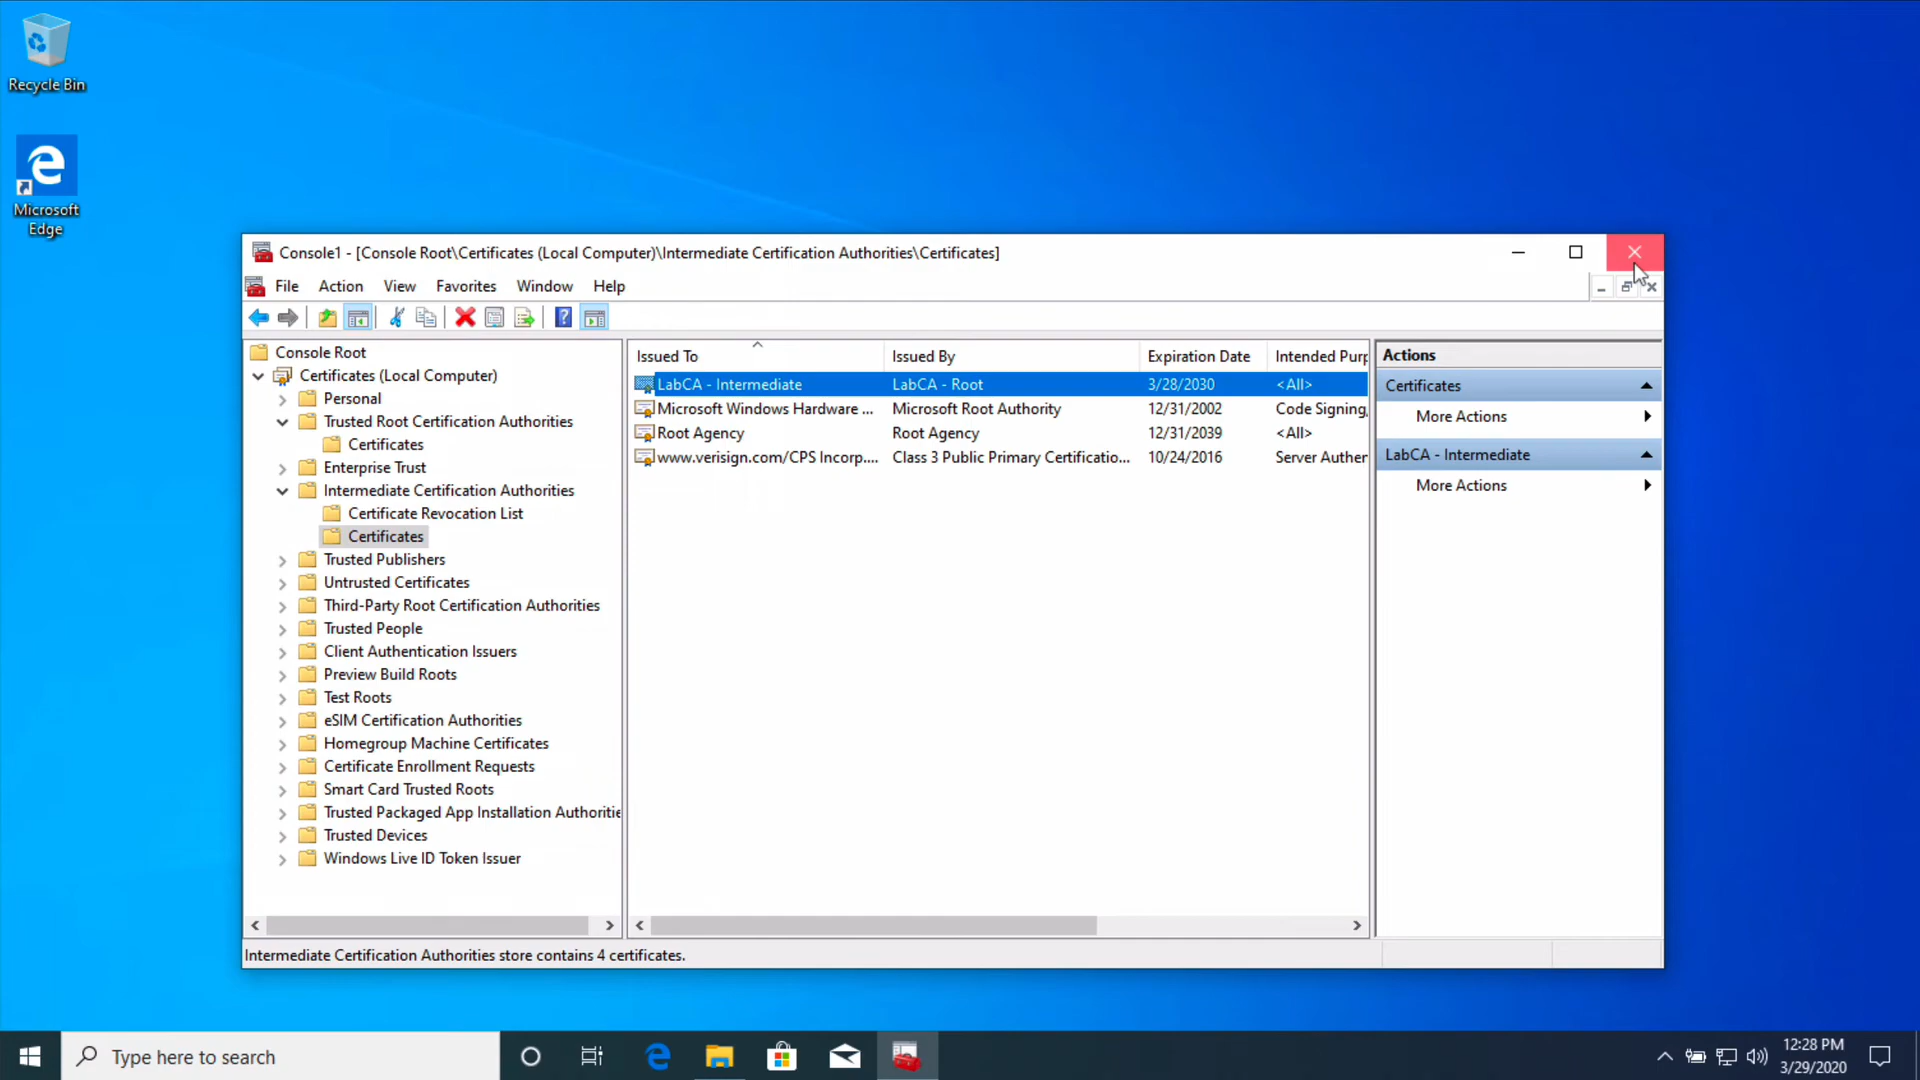 Recycle Bin
Microsoft
Edge
Console1 - [Console Root\Certificates (Local Computer)\Intermediate Certification Authorities\Certificates]
File Action View Favorites Window Help
Console Root
Certificates (Local Computer)
Personal
Trusted Root Certification Authorities
Certificates
Enterprise Trust
Intermediate Certification Authorities
Certificate Revocation List
Certificates
Trusted Publishers
Untrusted Certificates
Third-Party Root Certification Authorities
Trusted People
Client Authentication Issuers
Preview Build Roots
Test Roots
eSIM Certification Authorities
Homegroup Machine Certificates
Certificate Enrollment Requests
Smart Card Trusted Roots
Trusted Packaged App Installation Authoritie
Trusted Devices
Windows Live ID Token Issuer
Issued To Issued By Expiration Date Intended Purp
LabCA - Intermediate LabCA - Root 3/28/2030 <All>
Microsoft Windows Hardware ... Microsoft Root Authority 12/31/2002 Code Signing,
Root Agency Root Agency 12/31/2039 <All>
www.verisign.com/CPS Incorp.... Class 3 Public Primary Certificatio... 10/24/2016 Server Authen
Actions
Certificates
More Actions
LabCA - Intermediate
More Actions
Intermediate Certification Authorities store contains 4 certificates.
Type here to search
12:28 PM
3/29/2020